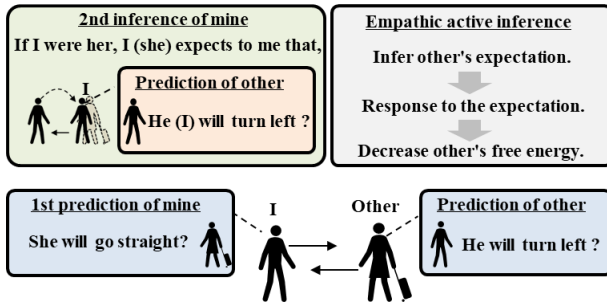 2nd inference of mine
If I were her, I (she) expects to me that,
I
Prediction of other
He (I) will turn left ?
Empathic active inference
Infer other's expectation.
Response to the expectation.
Decrease other's free energy.
1st prediction of mine
She will go straight?
I
Other
Prediction of other
He will turn left ?